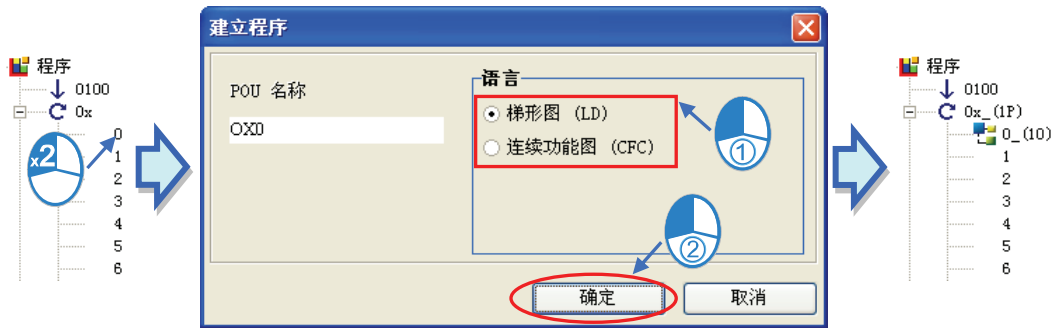 程序
0100
0x
0
1
2
3
4
5
6
x2
建立程序
POU 名称
OX0
语言
梯形图 (LD)
连续功能图 (CFC)
①
②
确定
取消
程序
0100
0x_(1P)
0_(10)
1
2
3
4
5
6